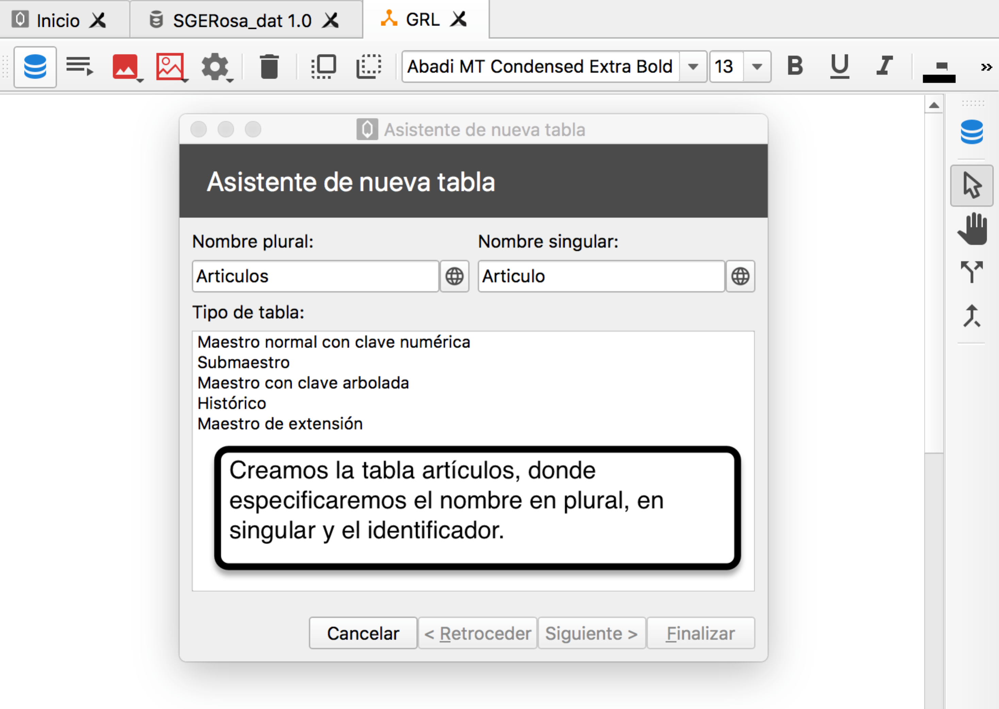 Inicio
SGERosa_dat 1.0
GRL
Abadi MT Condensed Extra Bold
13
B U I
»
Asistente de nueva tabla
Asistente de nueva tabla
Nombre plural:
Nombre singular:
Articulos
Articulo
Tipo de tabla:
Maestro normal con clave numérica
Submaestro
Maestro con clave arbolada
Histórico
Maestro de extensión
Creamos la tabla artículos, donde
especificaremos el nombre en plural, en
singular y el identificador.
Cancelar
< Retroceder
Siguiente >
Finalizar